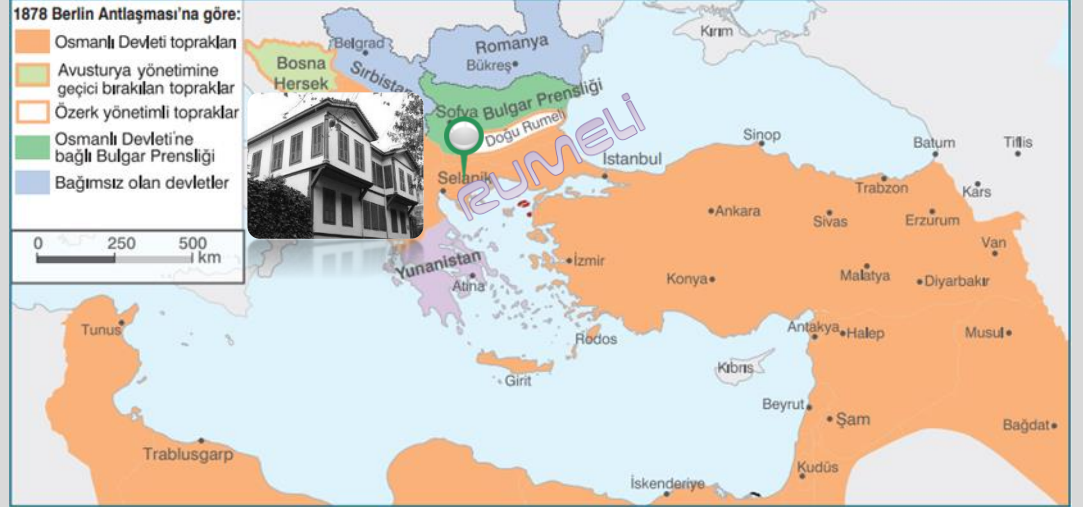 1878 Berlin Antlaşması'na göre:
Osmanlı Devleti toprakları
Avusturya yönetimine
geçici bırakılan topraklar
Özerk yönetimli topraklar
Osmanlı Devleti'ne
bağlı Bulgar Prensliği
Bağımsız olan devletler
0 250 500
km
Belgrad
Bosna
Hersek
Sırbistan
Romanya
Bükreş
Kırım
Sofya Bulgar Prensliği
Doğu Rumeli
RUMELİ
Selanik
İstanbul
Sinop
Batum
Tiflis
Trabzon
Kars
Ankara
Sivas
Erzurum
Van
Yunanistan
Atina
İzmir
Konya
Malatya
Diyarbakır
Tunus
Rodos
Antakya
Halep
Musul
Girit
Kıbrıs
Beyrut
Şam
Bağdat
Trablusgarp
Kudüs
İskenderiye